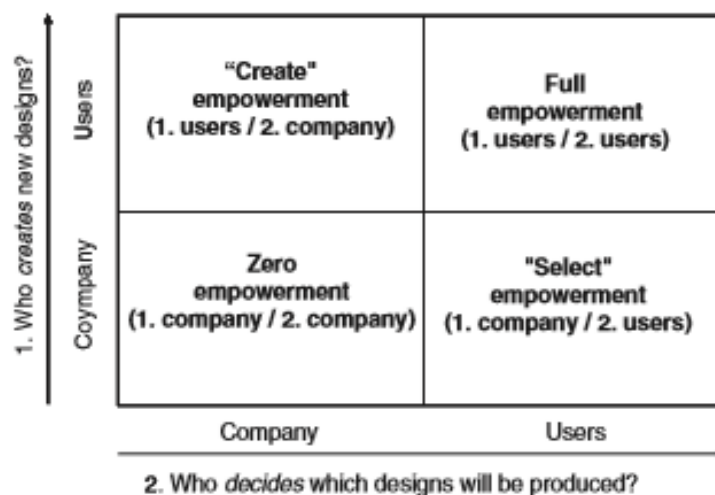 1. Who creates new designs?
Users
Coympany
“Create"
empowerment
(1. users / 2. company)
Full
empowerment
(1. users / 2. users)
Zero
empowerment
(1. company / 2. company)
"Select"
empowerment
(1. company / 2. users)
Company
Users
2. Who decides which designs will be produced?